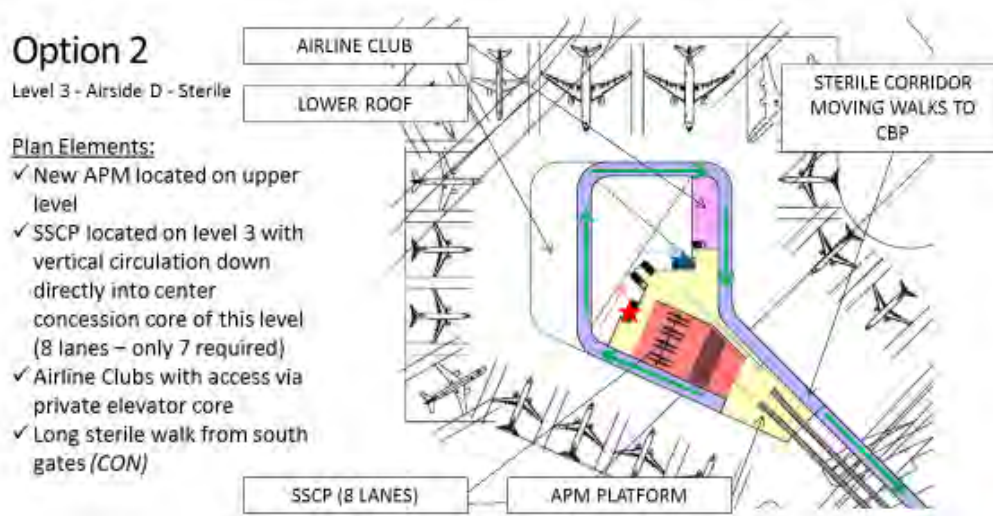 Option 2
Level 3 - Airside D - Sterile
Plan Elements:
✓ New APM located on upper
level
✓ SSCP located on level 3 with
vertical circulation down
directly into center
concession core of this level
(8 lanes – only 7 required)
✓ Airline Clubs with access via
private elevator core
✓ Long sterile walk from south
gates (CON)
AIRLINE CLUB
LOWER ROOF
STERILE CORRIDOR
MOVING WALKS TO
CBP
SSCP (8 LANES)
APM PLATFORM